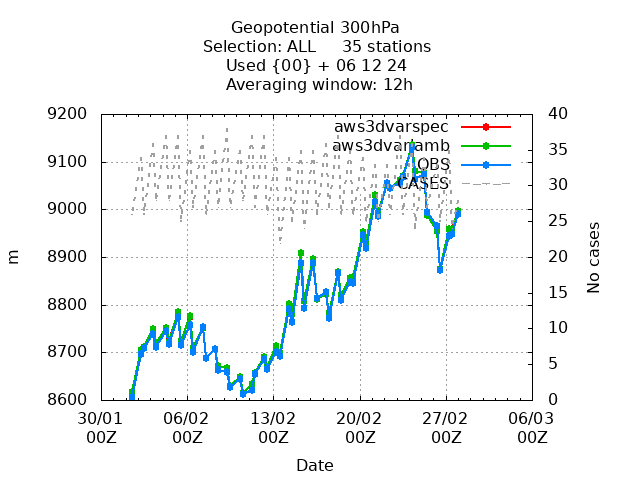 Geopotential 300hPa
Selection: ALL     35 stations
Used {00} + 06 12 24
Averaging window: 12h
9200
9100
9000
8900
8800
8700
8600
m
40
35
30
25
20
15
10
5
0
No cases
aws3dvarspec
aws3dvaramb
OBS
CASES
30/01 06/02 13/02 20/02 27/02 06/03
00Z 00Z 00Z 00Z 00Z 00Z
Date